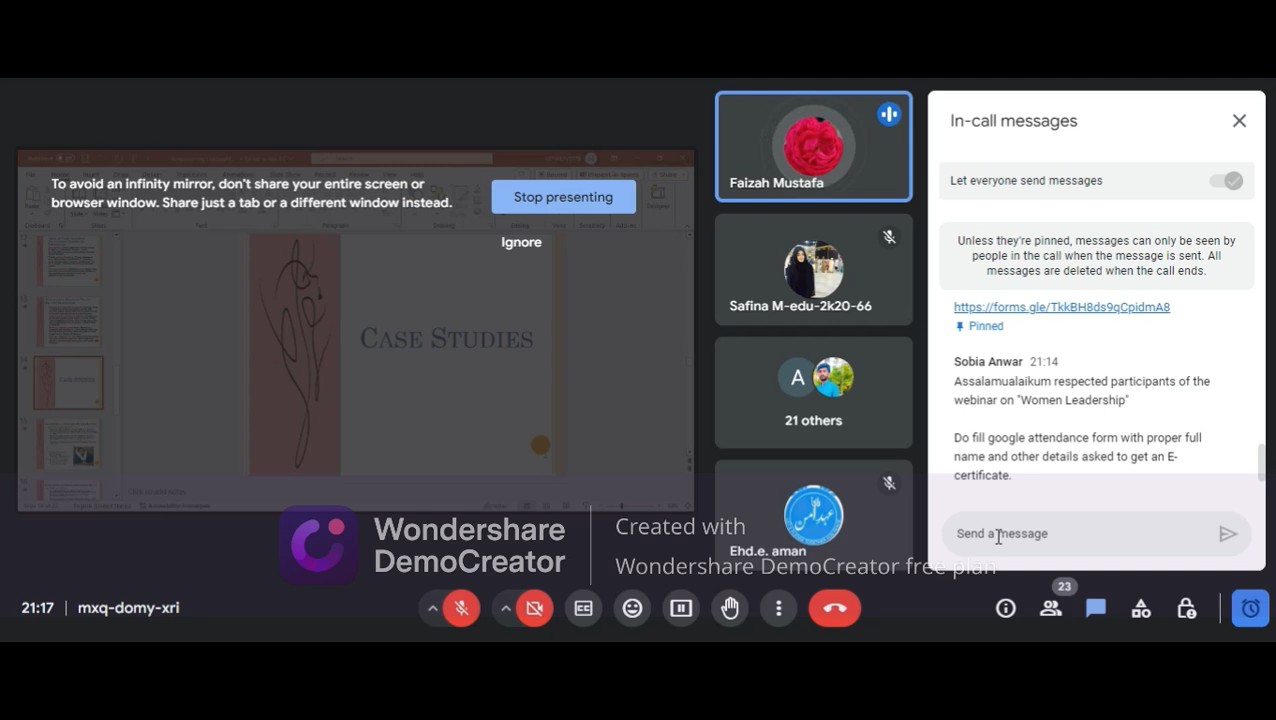 To avoid an infinity mirror, don't share your entire screen or
browser window. Share just a tab or a different window instead.
Stop presenting
Ignore
CASE STUDIES
CASE STUDIES
Faizah Mustafa
Safina M-edu-2k20-66
A
21 others
Ehd.e. aman
In-call messages
Let everyone send messages
Unless they're pinned, messages can only be seen by
people in the call when the message is sent. All
messages are deleted when the call ends.
https://forms.gle/TkkBH8ds9qCpidmA8
Pinned
Sobia Anwar 21:14
Assalamualaikum respected participants of the
webinar on "Women Leadership"
Do fill google attendance form with proper full
name and other details asked to get an E-
certificate.
Send a message
Wondershare
DemoCreator
Created with
Wondershare DemoCreator free plan
21:17 | mxq-domy-xri
23